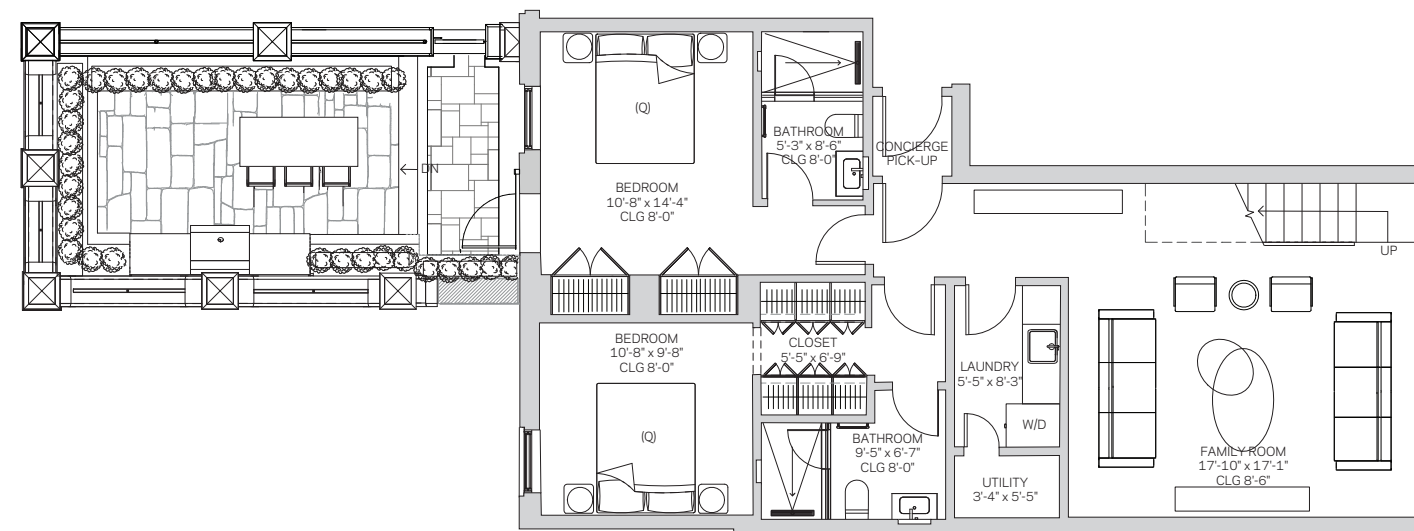 (Q)
BATHROOM
5'-3" x 8'-6"
CLG 8'-0"
CONCIERGE
PICK-UP
DN
BEDROOM
10'-8" x 14'-4"
CLG 8'-0"
UP
BEDROOM
10'-8" x 9'-8"
CLG 8'-0"
CLOSET
5'-5" x 6'-9"
LAUNDRY
5'-5" x 8'-3"
W/D
(Q)
BATHROOM
9'-5" x 6'-7"
CLG 8'-0"
FAMILY ROOM
17'-10" x 17'-1"
CLG 8'-6"
UTILITY
3'-4" x 5'-5"